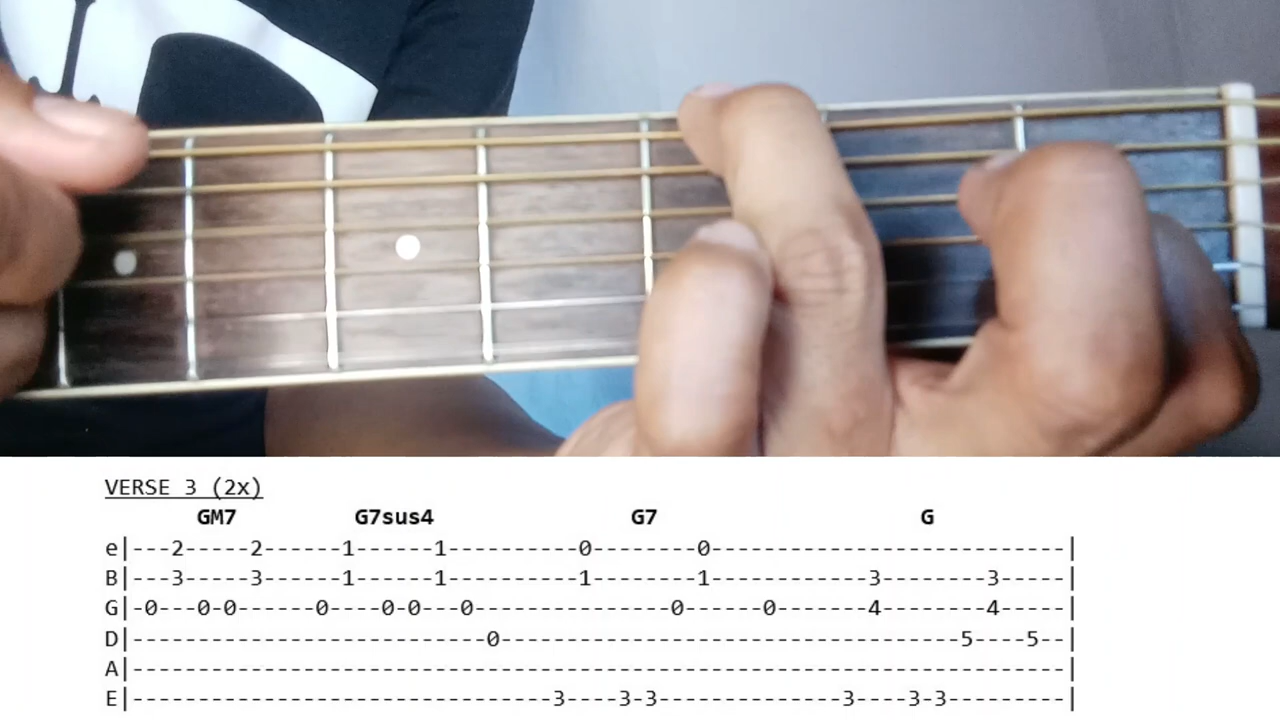 VERSE 3 (2x)
GM7 G7sus4 G7 G
e|---2-----2------1------1----------0--------0---------------------------|
B|---3-----3------1------1----------1--------1------------3--------3-----|
G|-0---0-0------0----0-0---0---------------0------0-------4--------4-----|
D|---------------------------0-----------------------------------5----5--|
A|-----------------------------------------------------------------------|
E|--------------------------------3----3-3--------------3----3-3---------|